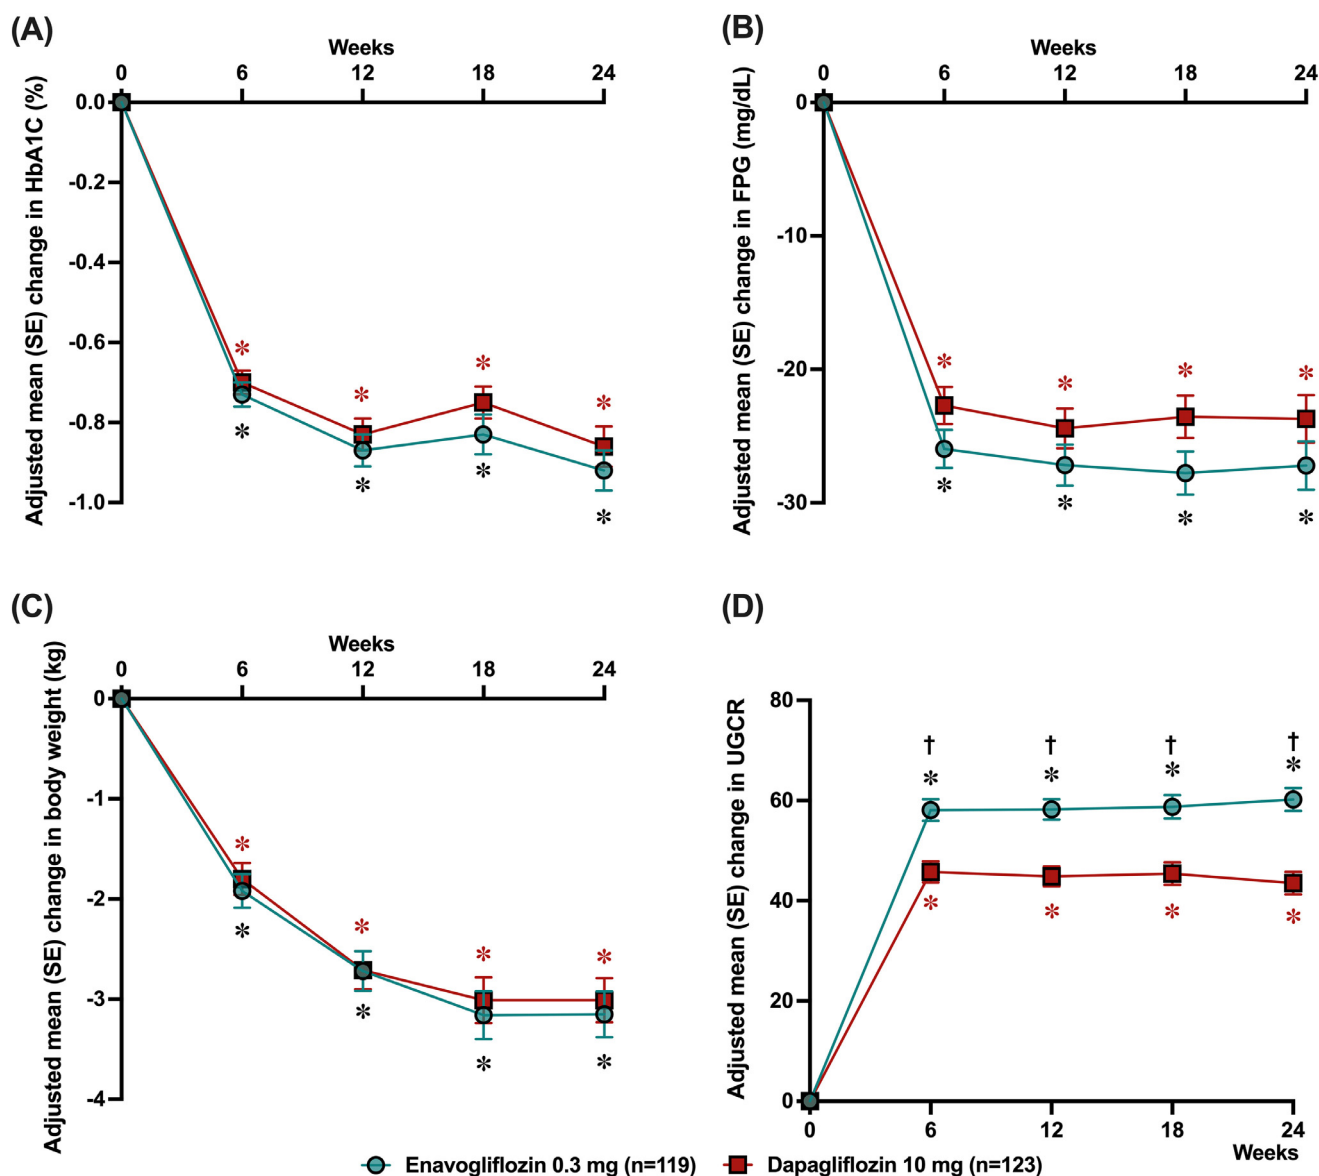 (A)
Weeks
0 6 12 18 24
Adjusted mean (SE) change in HbA1C (%)
0.0
-0.2
-0.4
-0.6
-0.8
-1.0
* * * *
* * * *
(B)
Weeks
0 6 12 18 24
Adjusted mean (SE) change in FPG (mg/dL)
0
-10
-20
-30
* * * *
* * * *
(C)
Weeks
0 6 12 18 24
Adjusted mean (SE) change in body weight (kg)
0
-1
-2
-3
-4
* * * *
* * * *
(D)
Adjusted mean (SE) change in UGCR
80
60
40
20
0
† † † †
* * * *
* * * *
0 6 12 18 24
Weeks
Enavogliflozin 0.3 mg (n=119) Dapagliflozin 10 mg (n=123)